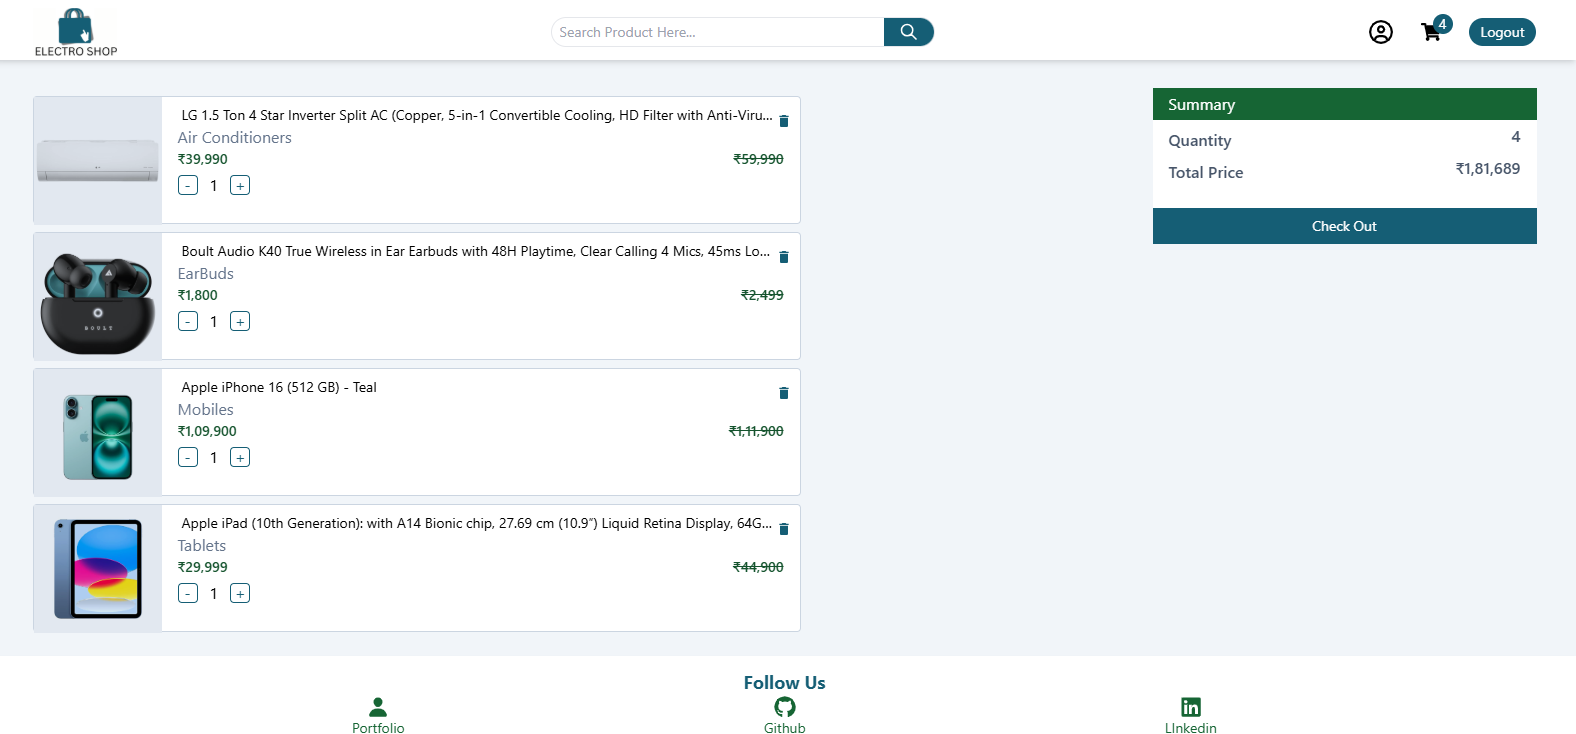 ELECTRO SHOP
Search Product Here...
4
Logout
LG 1.5 Ton 4 Star Inverter Split AC (Copper, 5-in-1 Convertible Cooling, HD Filter with Anti-Viru...
Air Conditioners
₹39,990 ₹59,990
- 1 +
Boult Audio K40 True Wireless in Ear Earbuds with 48H Playtime, Clear Calling 4 Mics, 45ms Lo...
EarBuds
₹1,800 ₹2,499
- 1 +
BOULT
Apple iPhone 16 (512 GB) - Teal
Mobiles
₹1,09,900 ₹1,11,900
- 1 +
Apple iPad (10th Generation): with A14 Bionic chip, 27.69 cm (10.9″) Liquid Retina Display, 64G...
Tablets
₹29,999 ₹44,900
- 1 +
Summary
Quantity 4
Total Price ₹1,81,689
Check Out
Follow Us
Portfolio
Github
LInkedin